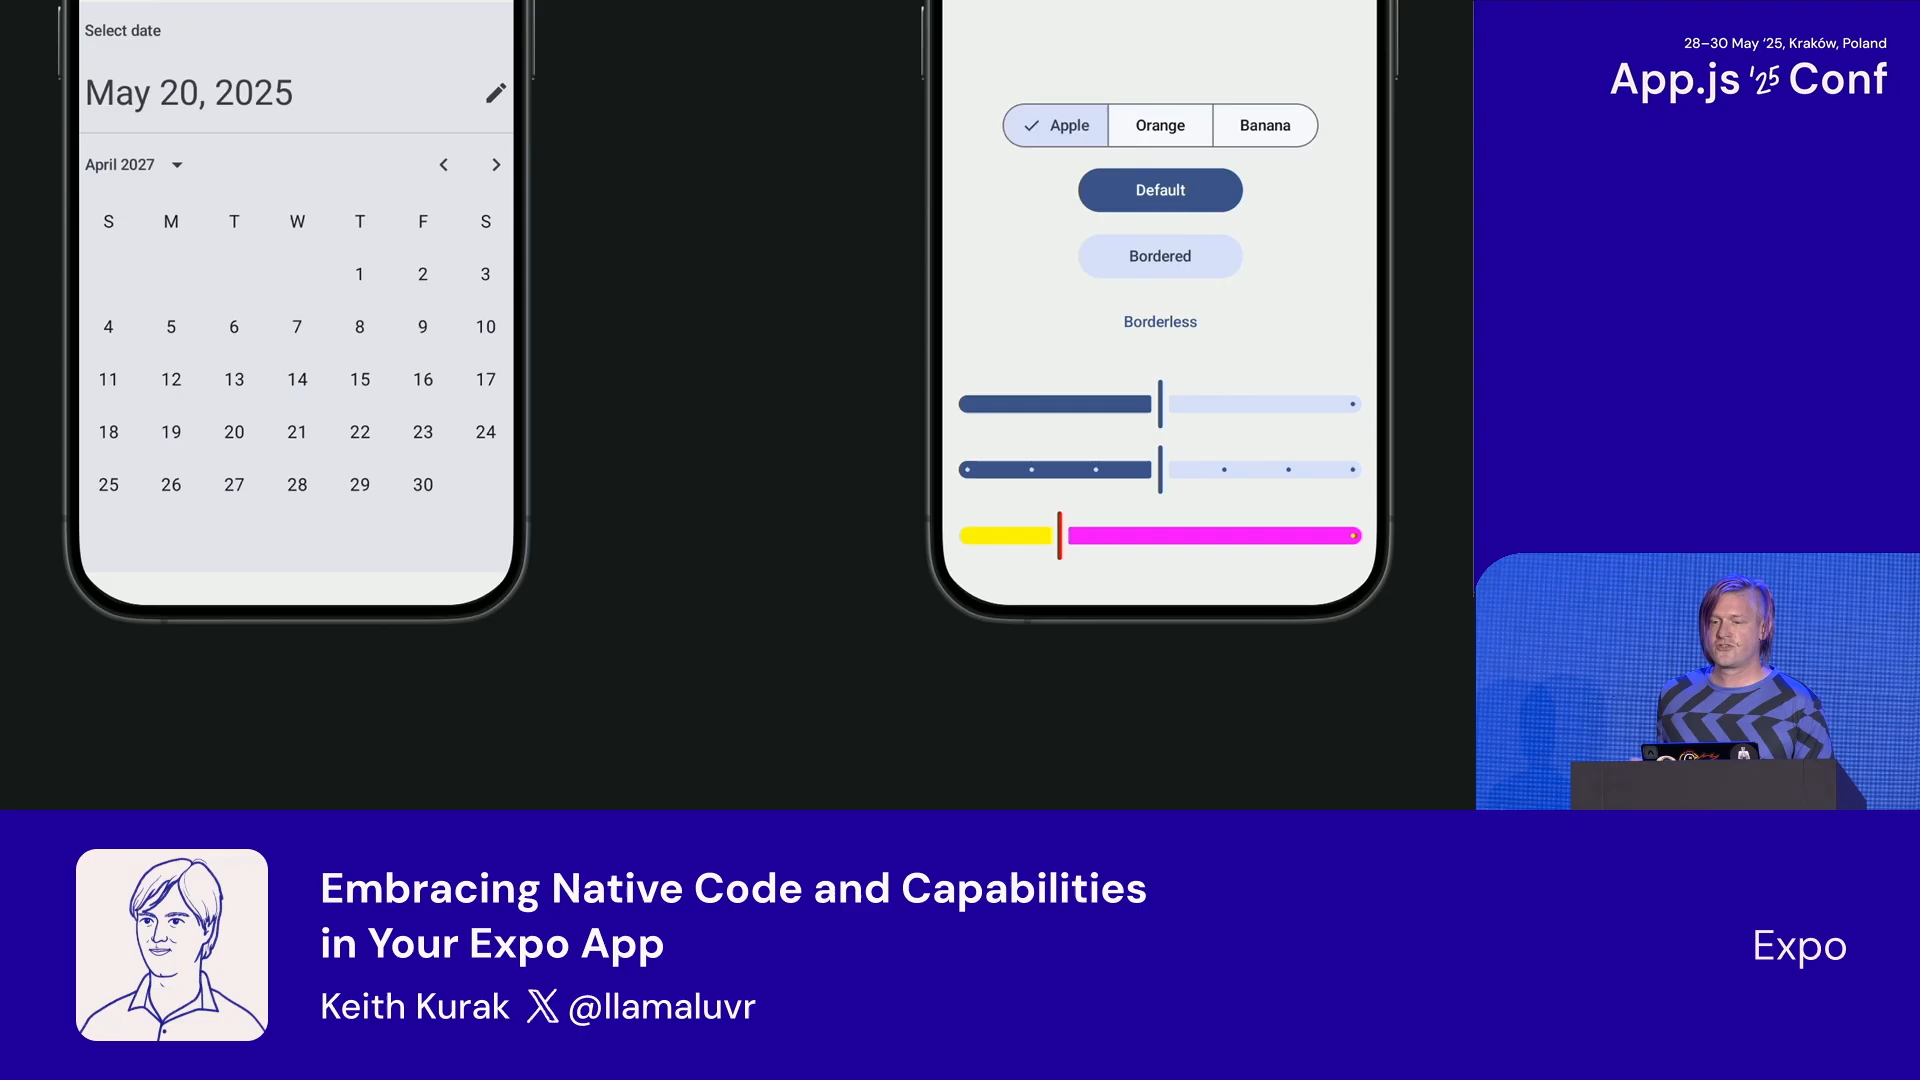 Select date
May 20, 2025
April 2027
S M T W T F S
1 2 3
4 5 6 7 8 9 10
11 12 13 14 15 16 17
18 19 20 21 22 23 24
25 26 27 28 29 30
Apple Orange Banana
Default
Bordered
Borderless
28–30 May ‘25, Kraków, Poland
App.js '25 Conf
Embracing Native Code and Capabilities
in Your Expo App
Keith Kurak X @llamaluvr
Expo